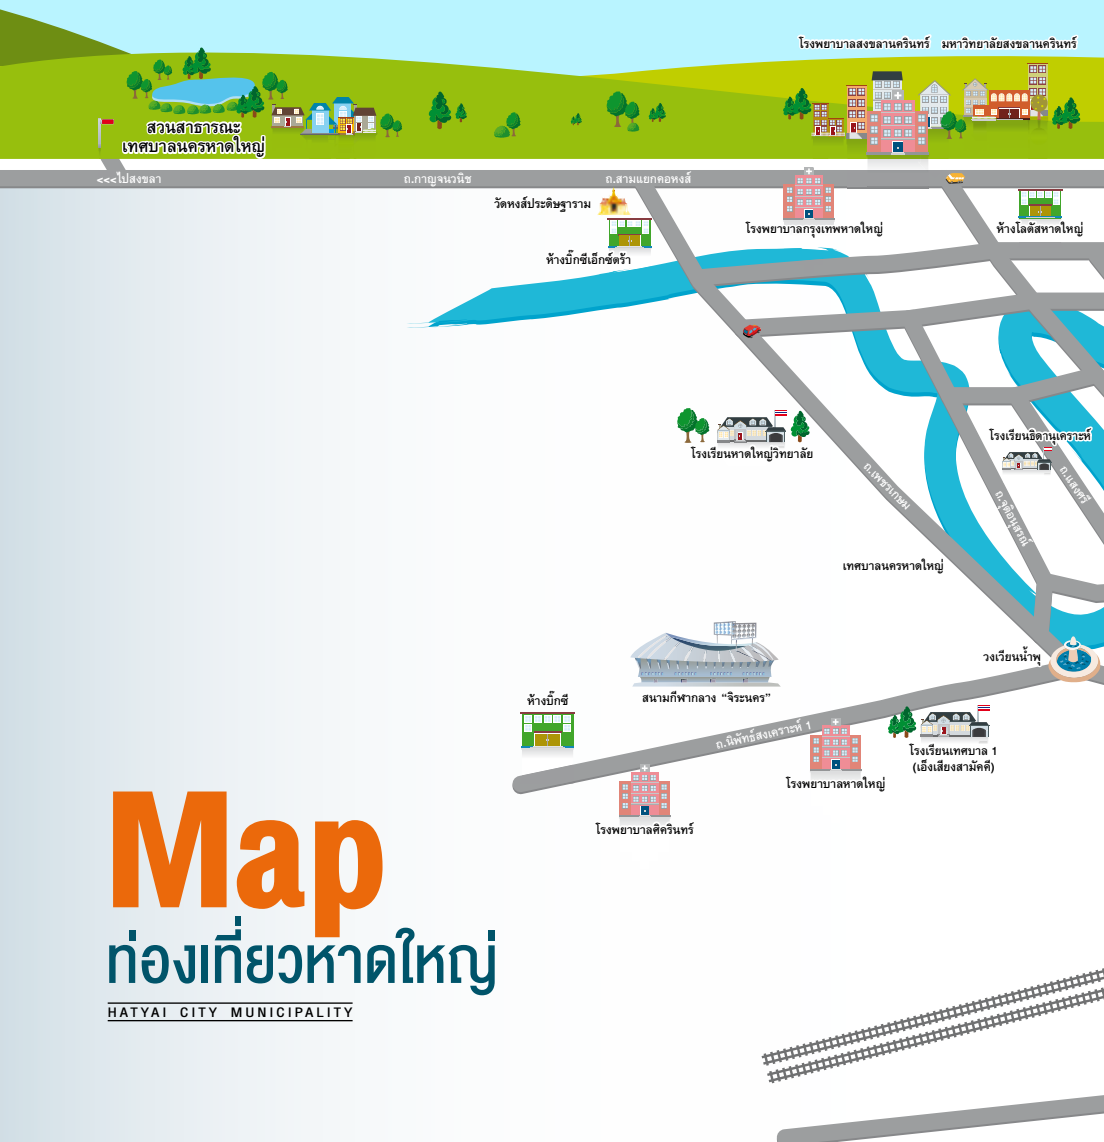 โรงพยาบาลสงขลานครินทร์
มหาวิทยาลัยสงขลานครินทร์
สวนสาธารณะ
เทศบาลนครหาดใหญ่
<<<ไปสงขลา
ถ.กาญจนวนิช
ถ.สามแยกคอหงส์
วัดหงส์ประดิษฐาราม
โรงพยาบาลกรุงเทพหาดใหญ่
ห้างโลตัสหาดใหญ่
ห้างบิ๊กซีเอ็กซ์ตร้า
โรงเรียนธิดานุเคราะห์
โรงเรียนหาดใหญ่วิทยาลัย
ถ.เพชรเกษม
ถ.แสงศรี
ถ.จุติอนุสรณ์
เทศบาลนครหาดใหญ่
วงเวียนน้ำพุ
สนามกีฬากลาง "จิระนคร"
ห้างบิ๊กซี
ถ.นิพัทธ์สงเคราะห์ 1
โรงเรียนเทศบาล 1
(เอ็งเสียงสามัคคี)
โรงพยาบาลหาดใหญ่
โรงพยาบาลศิครินทร์
Map
ท่องเที่ยวหาดใหญ่
HATYAI CITY MUNICIPALITY